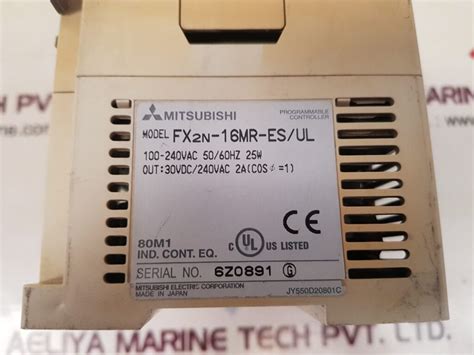 MITSUBISHI
PROGRAMMABLE
CONTROLLER
MODEL FX2N-16MR-ES/UL
100-240VAC 50/60HZ 25W
OUT:30VDC/240VAC 2A(COSφ=1)
80M1
IND. CONT. EQ.
C UL US LISTED
CE
SERIAL NO. 6Z0891 G
MITSUBISHI ELECTRIC CORPORATION
MADE IN JAPAN
JY550D20801C
AELIYA MARINE TECH PVT. LTD